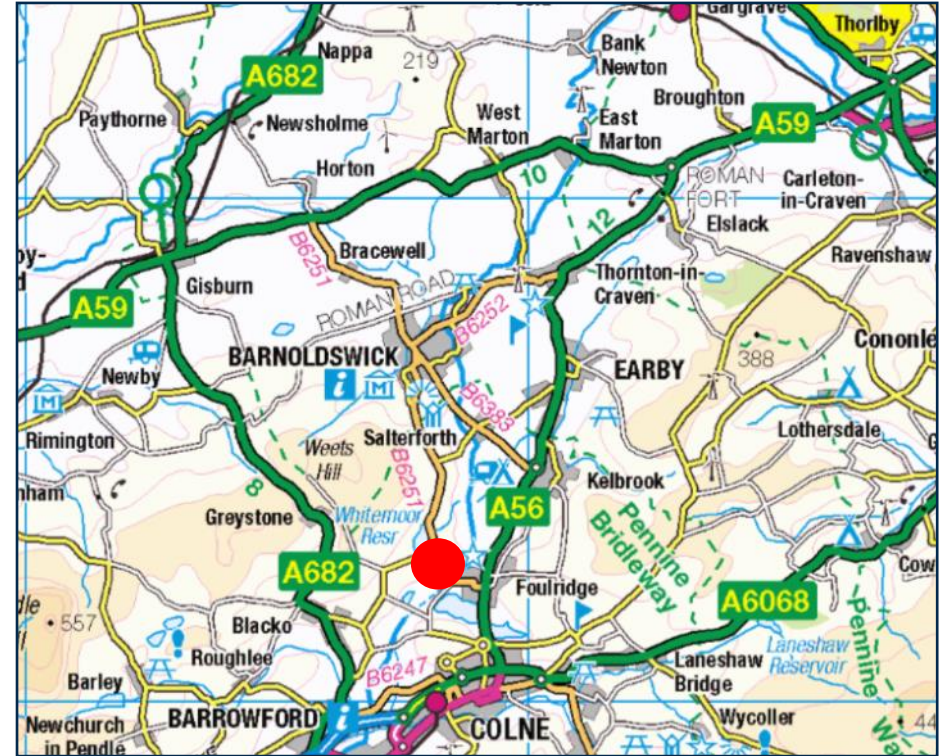 Gargrave
Thorlby
Nappa
Bank
Newton
A682
219
Broughton
Paythorne
West
Marton
East
Marton
A59
Newsholme
Horton
10
ROMAN
FORT
Carleton-
in-Craven
12
Elslack
B6251
Bracewell
Ravenshaw
Gisburn
Thornton-in-
Craven
A59
ROMAN ROAD
B6252
BARNOLDSWICK
388
EARBY
Newby
B6383
Rimington
Weets
Hill
Salterforth
Lothersdale
B6251
Kelbrook
8
Greystone
Whitemoor
Resr
A56
Pennine
Bridleway
A682
Foulridge
A6068
557
Blacko
Pennine
Roughlee
B6247
Laneshaw
Bridge
Laneshaw
Reservoir
Barley
BARROWFORD
Wycoller
Newchurch
in Pendle
COLNE